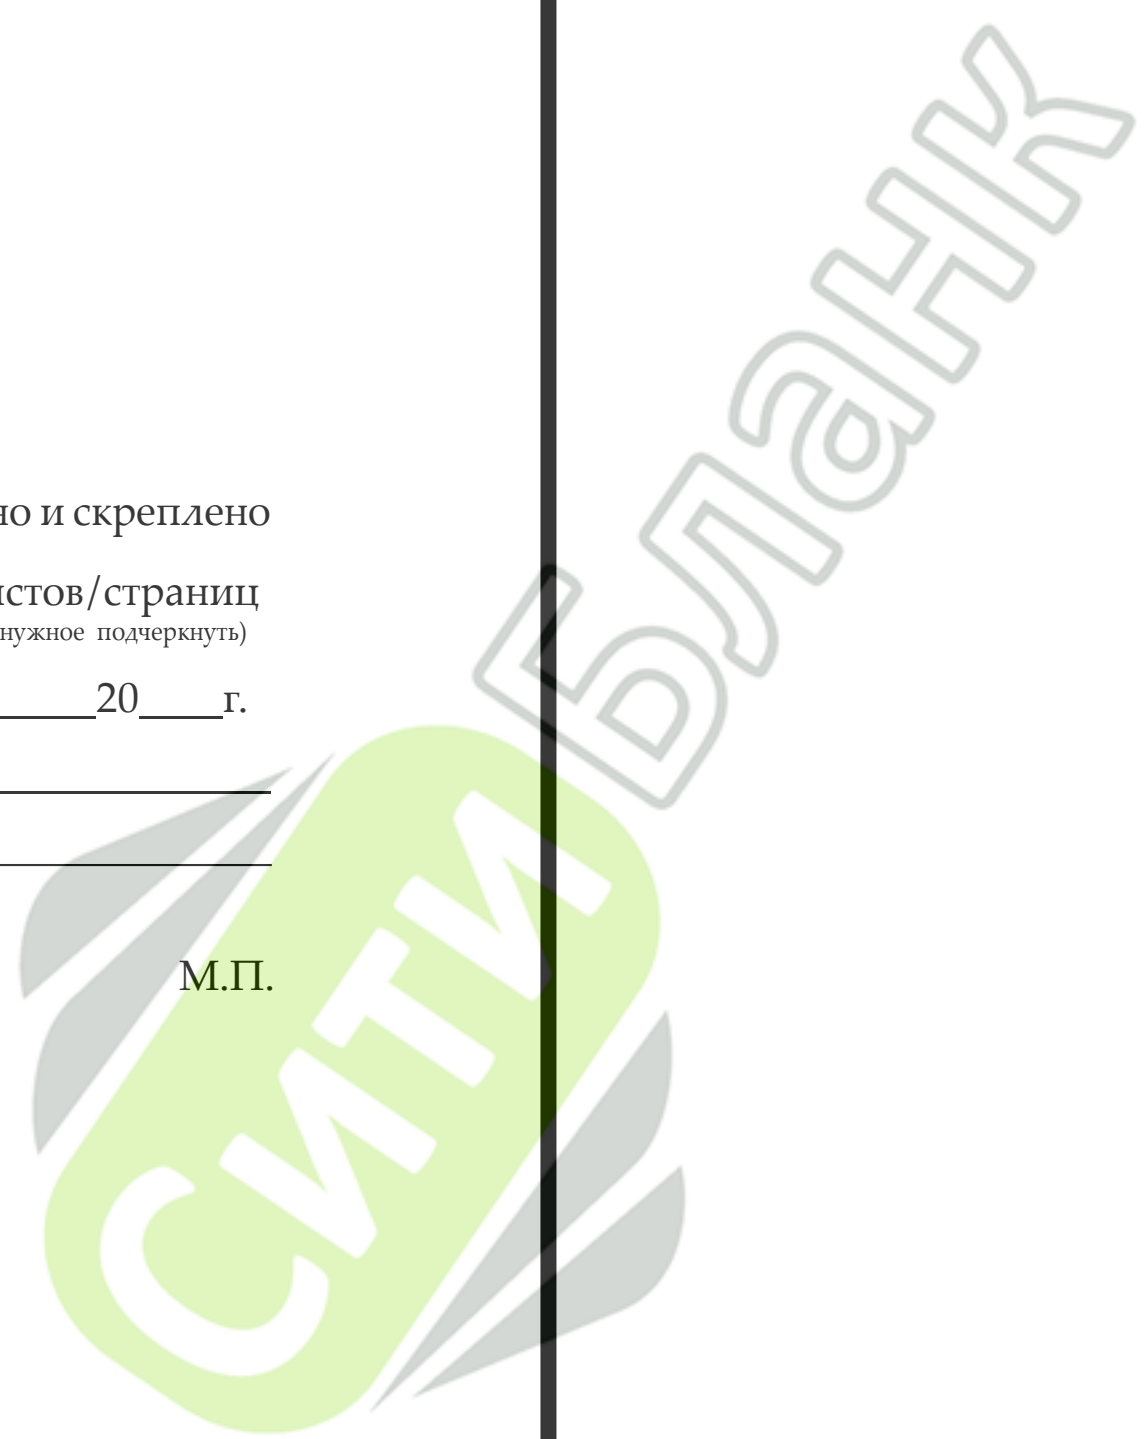 но и скреплено
истов/страниц
нужное подчеркнуть)
20 г.
М.П.
Сити Бланк